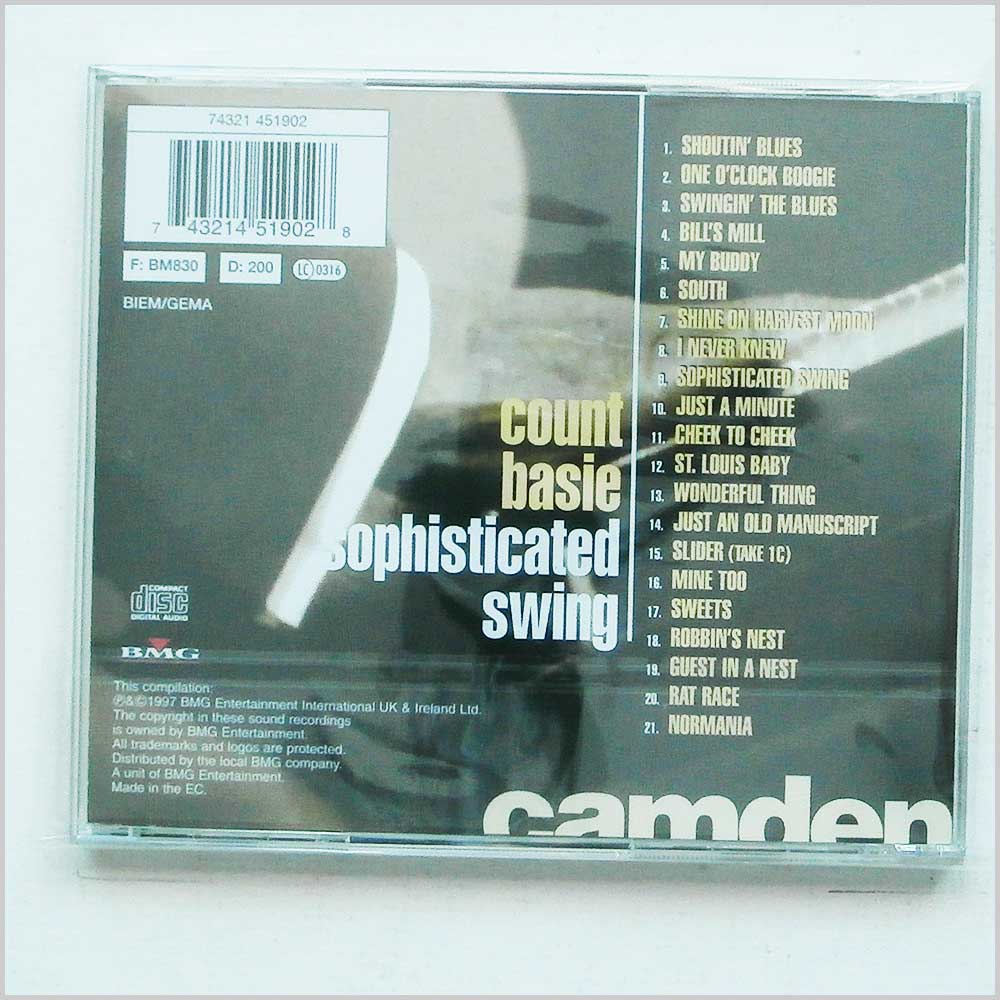 74321 451902
7 43214 51902 8
F: BM830 D: 200 LC 0316
BIEM/GEMA
count
basie
sophisticated
swing
1. SHOUTIN' BLUES
2. ONE O'CLOCK BOOGIE
3. SWINGIN' THE BLUES
4. BILL'S MILL
5. MY BUDDY
6. SOUTH
7. SHINE ON HARVEST MOON
8. I NEVER KNEW
9. SOPHISTICATED SWING
10. JUST A MINUTE
11. CHEEK TO CHEEK
12. ST. LOUIS BABY
13. WONDERFUL THING
14. JUST AN OLD MANUSCRIPT
15. SLIDER (TAKE 1C)
16. MINE TOO
17. SWEETS
18. ROBBIN'S NEST
19. GUEST IN A NEST
20. RAT RACE
21. NORMANIA
COMPACT
disc
DIGITAL AUDIO
BMG
This compilation:
℗&©1997 BMG Entertainment International UK & Ireland Ltd.
The copyright in these sound recordings
is owned by BMG Entertainment.
All trademarks and logos are protected.
Distributed by the local BMG company.
A unit of BMG Entertainment.
Made in the EC.
camden